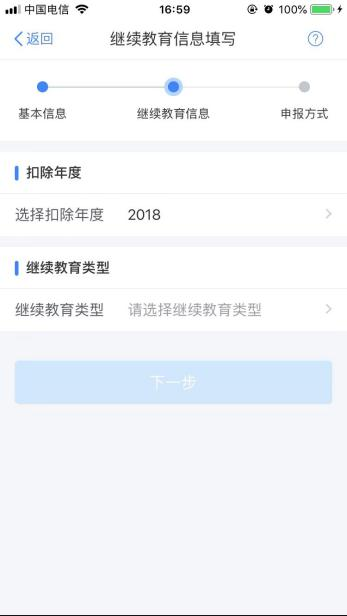 中国电信 16:59 100%
返回 继续教育信息填写 ?
基本信息 继续教育信息 申报方式
扣除年度
选择扣除年度 2018
继续教育类型
继续教育类型 请选择继续教育类型
下一步